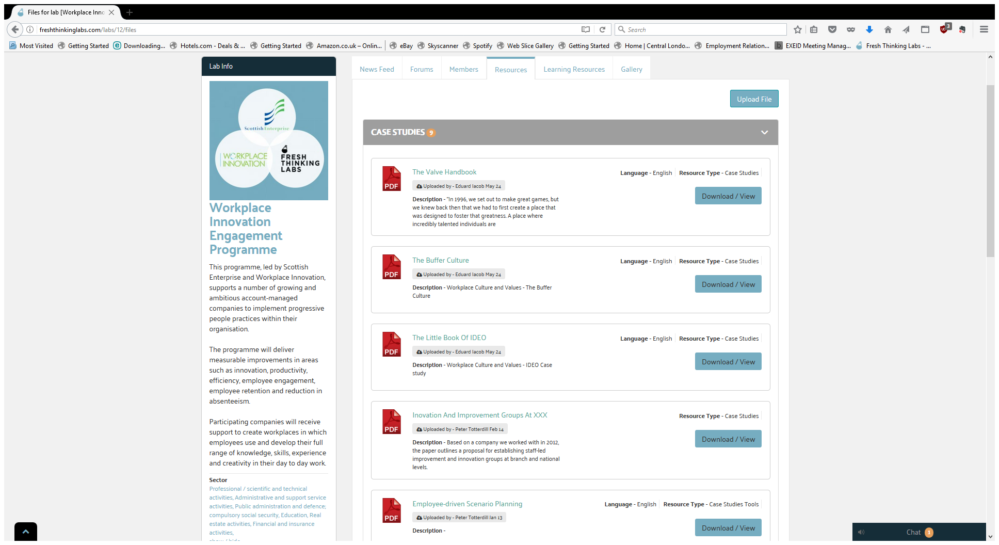 Files for lab [Workplace Inno
freshthinkinglabs.com/labs/12/files
Search
3
Most Visited
Getting Started
Downloading...
Hotels.com - Deals & ...
Getting Started
Amazon.co.uk – Onlin...
eBay
Skyscanner
Spotify
Web Slice Gallery
Getting Started
Home | Central Londo...
Employment Relation...
EXEID Meeting Manag...
Fresh Thinking Labs - ...
Lab Info
Scottish Enterprise
WORKPLACE
INNOVATION
FRESH
THINKING
LABS
Workplace
Innovation
Engagement
Programme
This programme, led by Scottish
Enterprise and Workplace Innovation,
supports a number of growing and
ambitious account-managed
companies to implement progressive
people practices within their
organisation.
The programme will deliver
measurable improvements in areas
such as innovation, productivity,
efficiency, employee engagement,
employee retention and reduction in
absenteeism.
Participating companies will receive
support to create workplaces in which
employees use and develop their full
range of knowledge, skills, experience
and creativity in their day to day work.
Sector
Professional / scientific and technical
activities, Administrative and support service
activities, Public administration and defence;
compulsory social security, Education, Real
estate activities, Financial and insurance
activities,
show / hide
News Feed
Forums
Members
Resources
Learning Resources
Gallery
Upload File
CASE STUDIES 9
PDF
The Valve Handbook
Language - English
Resource Type - Case Studies
Uploaded by - Eduard Iacob May 24
Download / View
Description - "In 1996, we set out to make great games, but
we knew back then that we had to first create a place that
was designed to foster that greatness. A place where
incredibly talented individuals are
PDF
The Buffer Culture
Language - English
Resource Type - Case Studies
Uploaded by - Eduard Iacob May 24
Download / View
Description - Workplace Culture and Values - The Buffer
Culture
PDF
The Little Book Of IDEO
Language - English
Resource Type - Case Studies
Uploaded by - Eduard Iacob May 24
Download / View
Description - Workplace Culture and Values - IDEO Case
study
PDF
Inovation And Improvement Groups At XXX
Resource Type - Case Studies
Uploaded by - Peter Totterdill Feb 14
Download / View
Description - Based on a company we worked with in 2012,
the paper outlines a proposal for establishing staff-led
improvement and innovation groups at branch and national
levels.
PDF
Employee-driven Scenario Planning
Language - English
Resource Type - Case Studies Tools
Uploaded by - Peter Totterdill Jan 13
Download / View
Description -
Chat 1